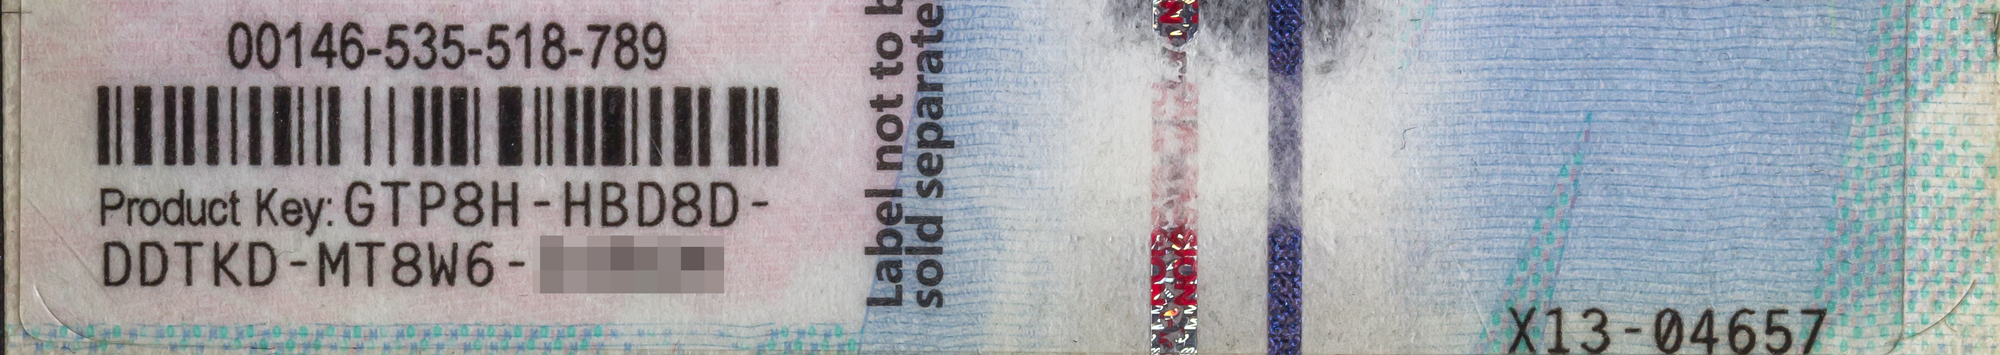 00146-535-518-789
Product Key: GTP8H-HBD8D-
DDTKD-MT8W6-
Label not to b
sold separate
X13-04657